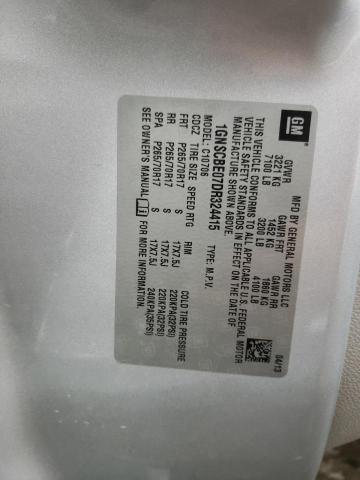 GM
MFD BY GENERAL MOTORS LLC
GVWR GAWR FRT GAWR RR
3221 KG 1452 KG 1860 KG
7100 LB 3200 LB 4100 LB
04/13
THIS VEHICLE CONFORMS TO ALL APPLICABLE U.S. FEDERAL MOTOR
VEHICLE SAFETY STANDARDS IN EFFECT ON THE DATE OF
MANUFACTURE SHOWN ABOVE.
1GNSCBE07DR324415 TYPE: M.P.V.
MODEL: C10706
CDCZ TIRE SIZE SPEED RTG RIM COLD TIRE PRESSURE
FRT P265/70R17 S 17X7.5J 220KPA(32PSI)
RR P265/70R17 S 17X7.5J 220KPA(32PSI)
SPA P265/70R17 S 17X7.5J 240KPA(35PSI)
SEE OWNER'S MANUAL FOR MORE INFORMATION.